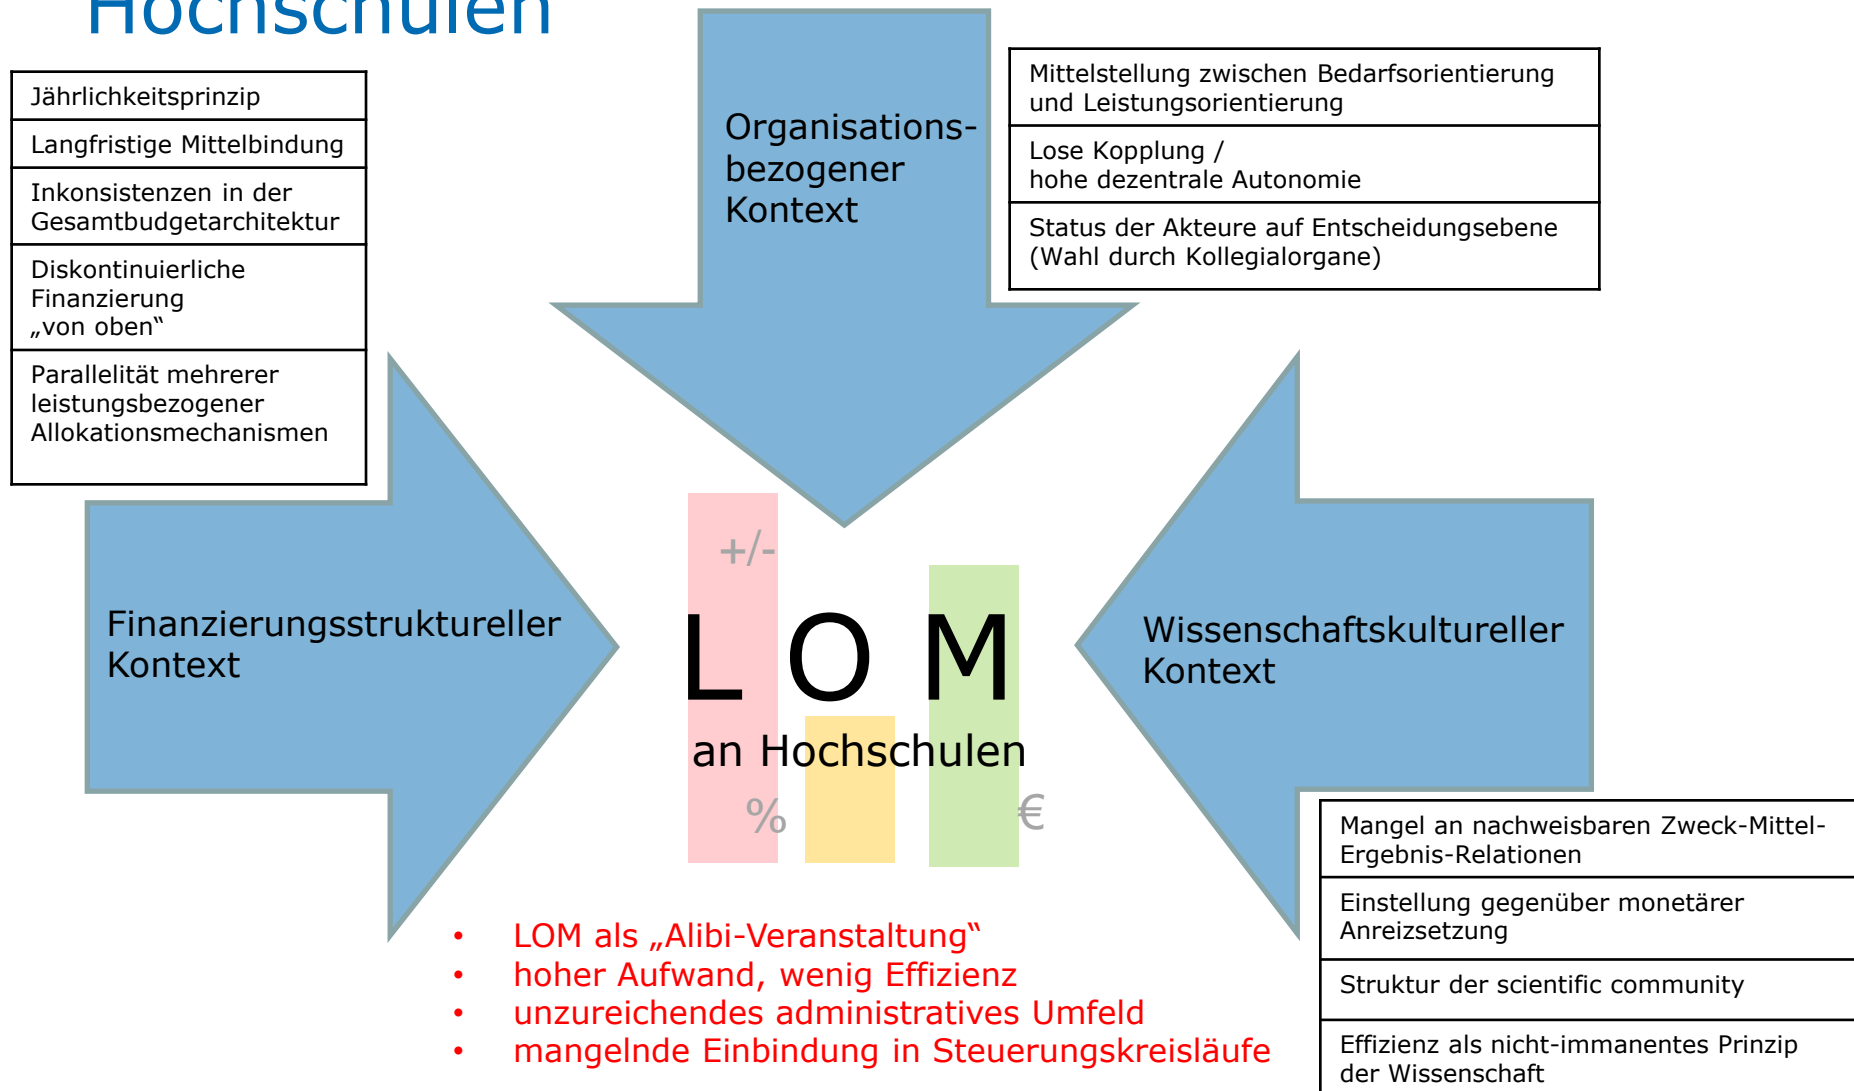 Hochschulen
Jährlichkeitsprinzip
Langfristige Mittelbindung
Inkonsistenzen in der
Gesamtbudgetarchitektur
Diskontinuierliche
Finanzierung
„von oben“
Parallelität mehrerer
leistungsbezogener
Allokationsmechanismen
Organisations-
bezogener
Kontext
Mittelstellung zwischen Bedarfsorientierung
und Leistungsorientierung
Lose Kopplung /
hohe dezentrale Autonomie
Status der Akteure auf Entscheidungsebene
(Wahl durch Kollegialorgane)
Finanzierungsstruktureller
Kontext
+/-
L O M
an Hochschulen
% €
Wissenschaftskultureller
Kontext
Mangel an nachweisbaren Zweck-Mittel-
Ergebnis-Relationen
Einstellung gegenüber monetärer
Anreizsetzung
Struktur der scientific community
Effizienz als nicht-immanentes Prinzip
der Wissenschaft
• LOM als „Alibi-Veranstaltung“
• hoher Aufwand, wenig Effizienz
• unzureichendes administratives Umfeld
• mangelnde Einbindung in Steuerungskreisläufe